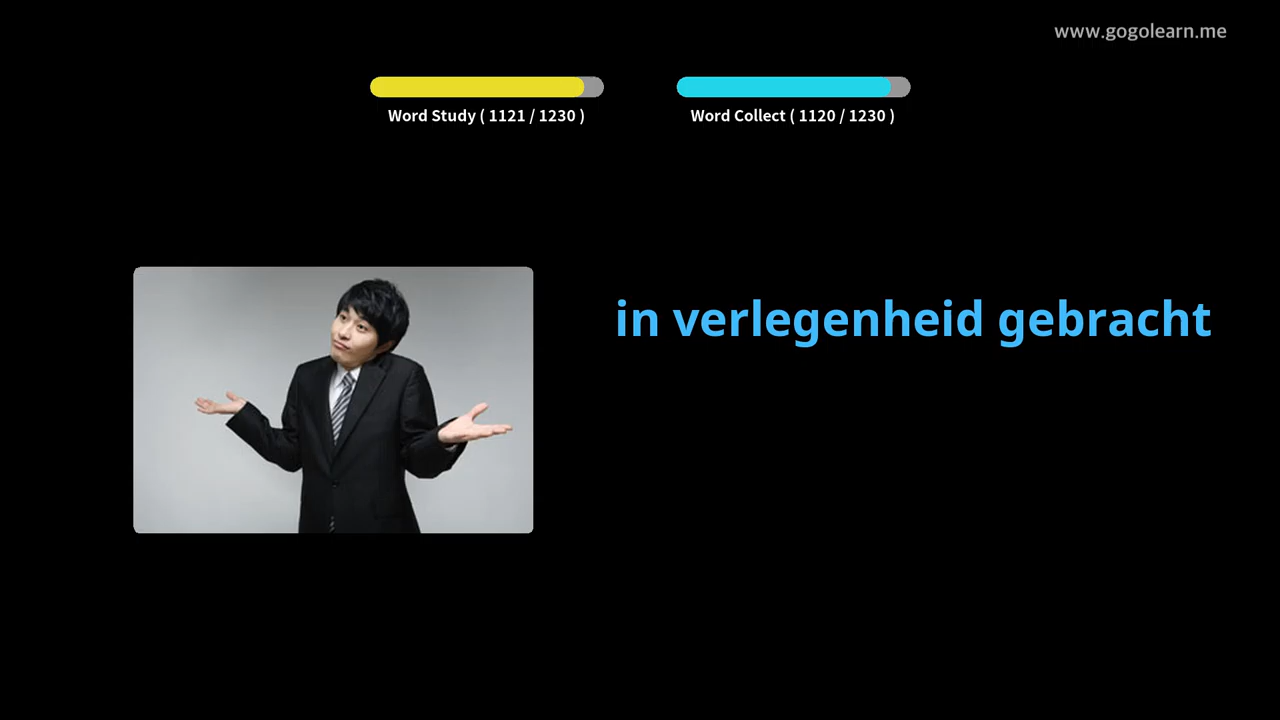 www.gogolearn.me
Word Study ( 1121 / 1230 )
Word Collect ( 1120 / 1230 )
in verlegenheid gebracht